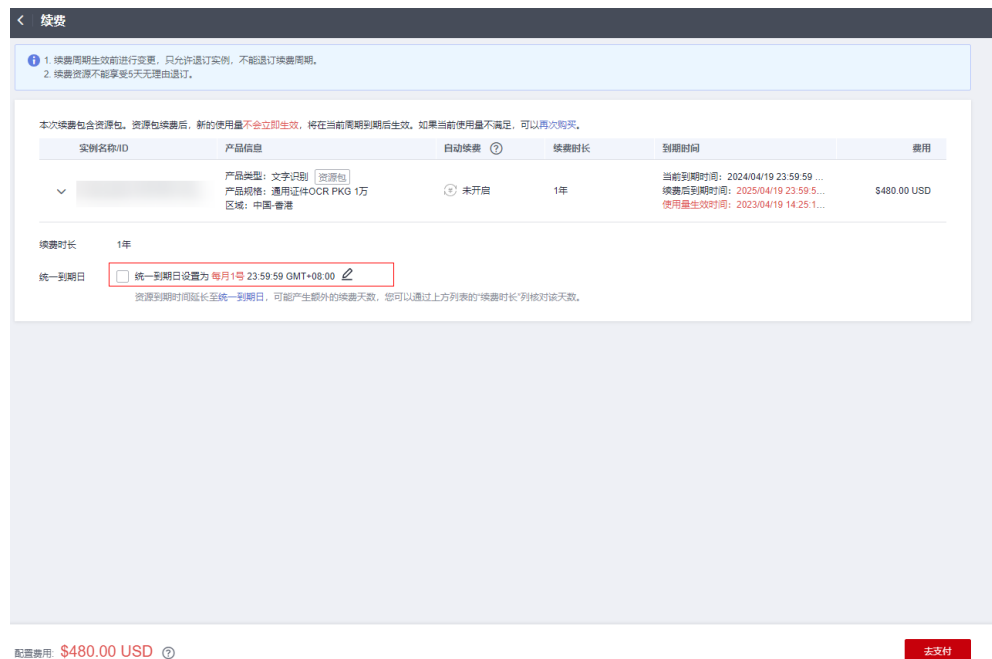 续费
1. 续费周期生效前进行变更，只允许退订实例，不能退订续费周期。
2. 续费资源不能享受5天无理由退订。
本次续费包含资源包。资源包续费后，新的使用量不会立即生效，将在当前周期到期后生效。如果当前使用量不满足，可以再次购买。
实例名称/ID 产品信息 自动续费 续费时长 到期时间 费用
产品类型：文字识别 资源包
产品规格：通用证件OCR PKG 1万
区域：中国-香港
未开启
1年
当前到期时间：2024/04/19 23:59:59 ...
续费后到期时间：2025/04/19 23:59:5...
使用量生效时间：2023/04/19 14:25:1...
$480.00 USD
续费时长 1年
统一到期日 统一到期日设置为 每月1号 23:59:59 GMT+08:00
资源到期时间延长至统一到期日，可能产生额外的续费天数，您可以通过上方列表的“续费时长”列核对该天数。
配置费用: $480.00 USD
去支付